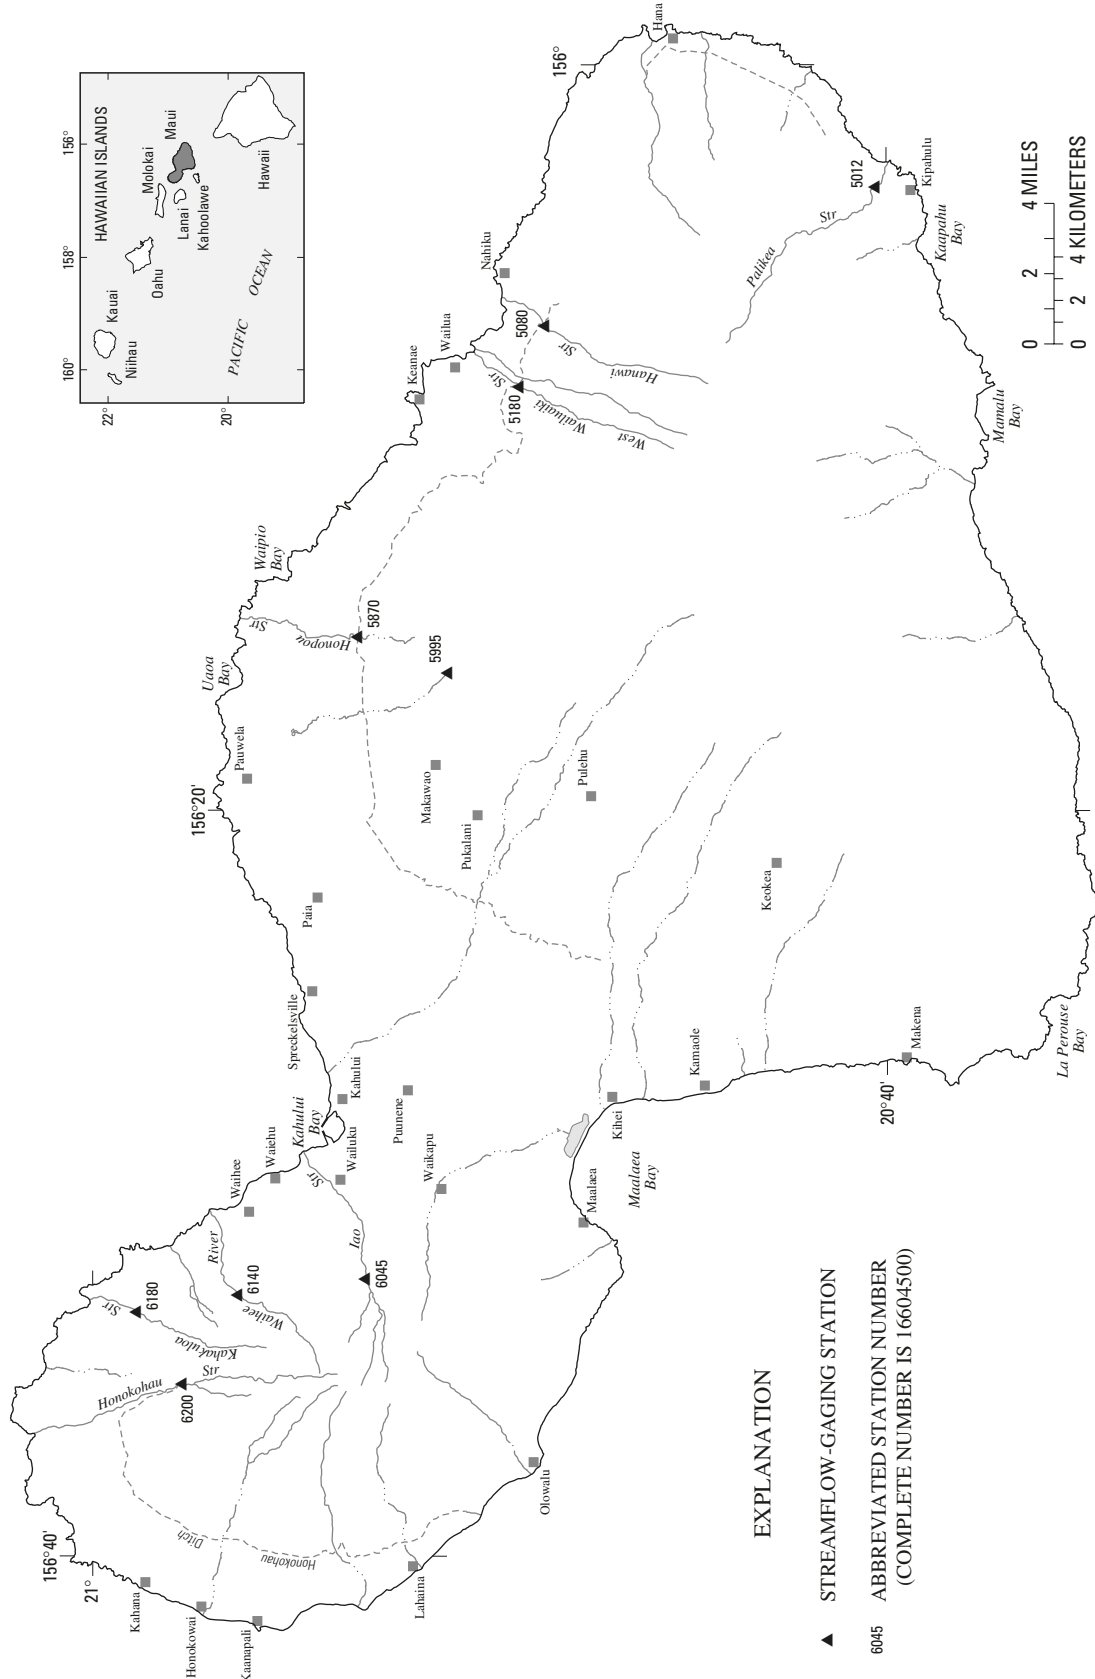 HAWAIIAN ISLANDS
160°
158°
156°
22°
20°
Niihau
Kauai
Oahu
Molokai
Lanai
Kahoolawe
Maui
Hawaii
PACIFIC OCEAN
156°40'
156°20'
156°
21°
20°40'
Kahana
Honokowai
Kaanapali
Lahaina
Olowalu
Honokohau
Ditch
Honokohau
Str
6200
Kahakuloa
Str
6180
Waihee
River
6140
Iao
Str
6045
Waihee
Waiehu
Wailuku
Kahului
Bay
Kahului
Waikapu
Puunene
Maalaea
Maalaea
Bay
Kihei
Kamaole
Makena
La Perouse
Bay
Spreckelsville
Paia
Pauwela
Uaoa
Bay
Waipio
Bay
Honopou
Str
5870
5995
Makawao
Pukalani
Pulehu
Keokea
Keanae
Wailua
Nahiku
West
Wailuaiki
Str
5180
Hanawi
Str
5080
Hana
Palikea
Str
5012
Kipahulu
Kaapahu
Bay
Mamalu
Bay
0 2 4 MILES
0 2 4 KILOMETERS
EXPLANATION
STREAMFLOW-GAGING STATION
6045 ABBREVIATED STATION NUMBER
(COMPLETE NUMBER IS 16604500)